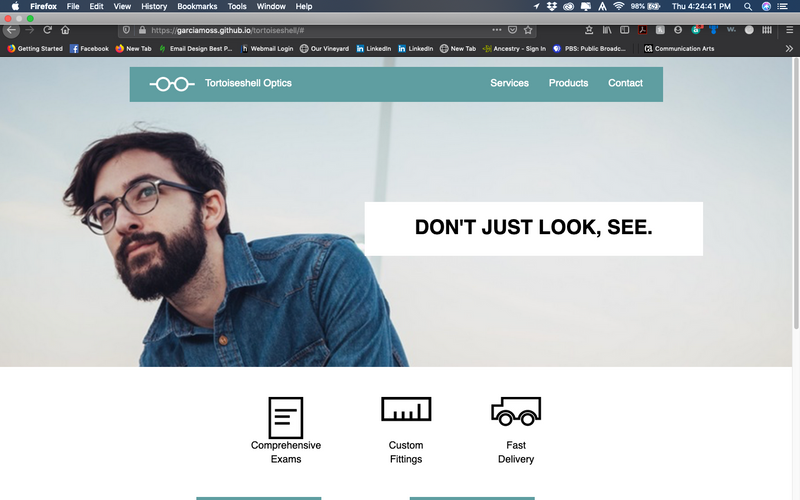 Firefox File Edit View History Bookmarks Tools Window Help 98% Thu 4:24:41 PM
https://garciamoss.github.io/tortoiseshell/#
Getting Started Facebook New Tab Email Design Best P... Webmail Login Our Vineyard LinkedIn LinkedIn New Tab Ancestry - Sign In PBS: Public Broadc... Communication Arts
Tortoiseshell Optics Services Products Contact
DON'T JUST LOOK, SEE.
Comprehensive
Exams
Custom
Fittings
Fast
Delivery